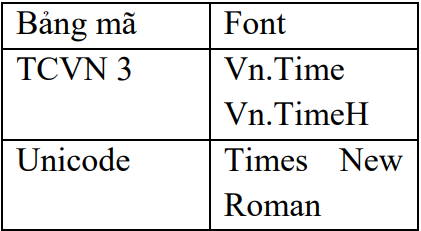 Bảng mã Font
TCVN 3 Vn.Time
Vn.TimeH
Unicode Times New
Roman